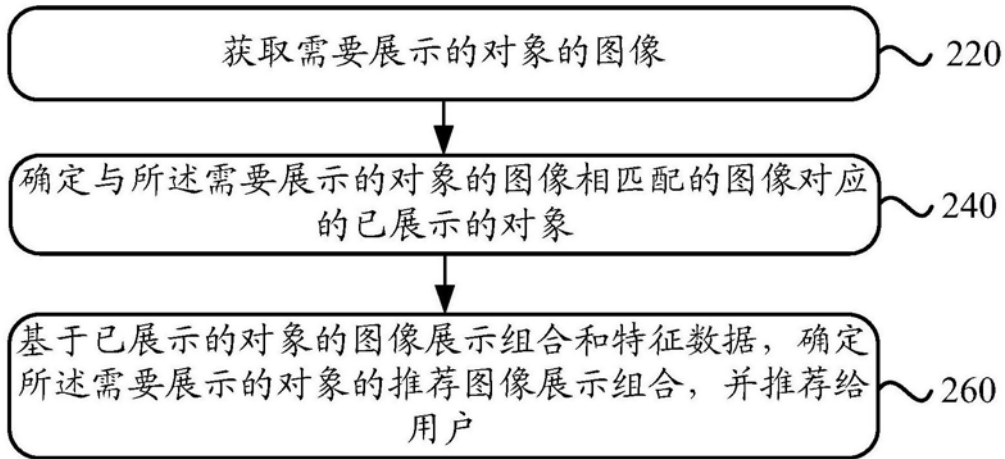 获取需要展示的对象的图像
220
确定与所述需要展示的对象的图像相匹配的图像对应
的已展示的对象
240
基于已展示的对象的图像展示组合和特征数据，确定
所述需要展示的对象的推荐图像展示组合，并推荐给
用户
260